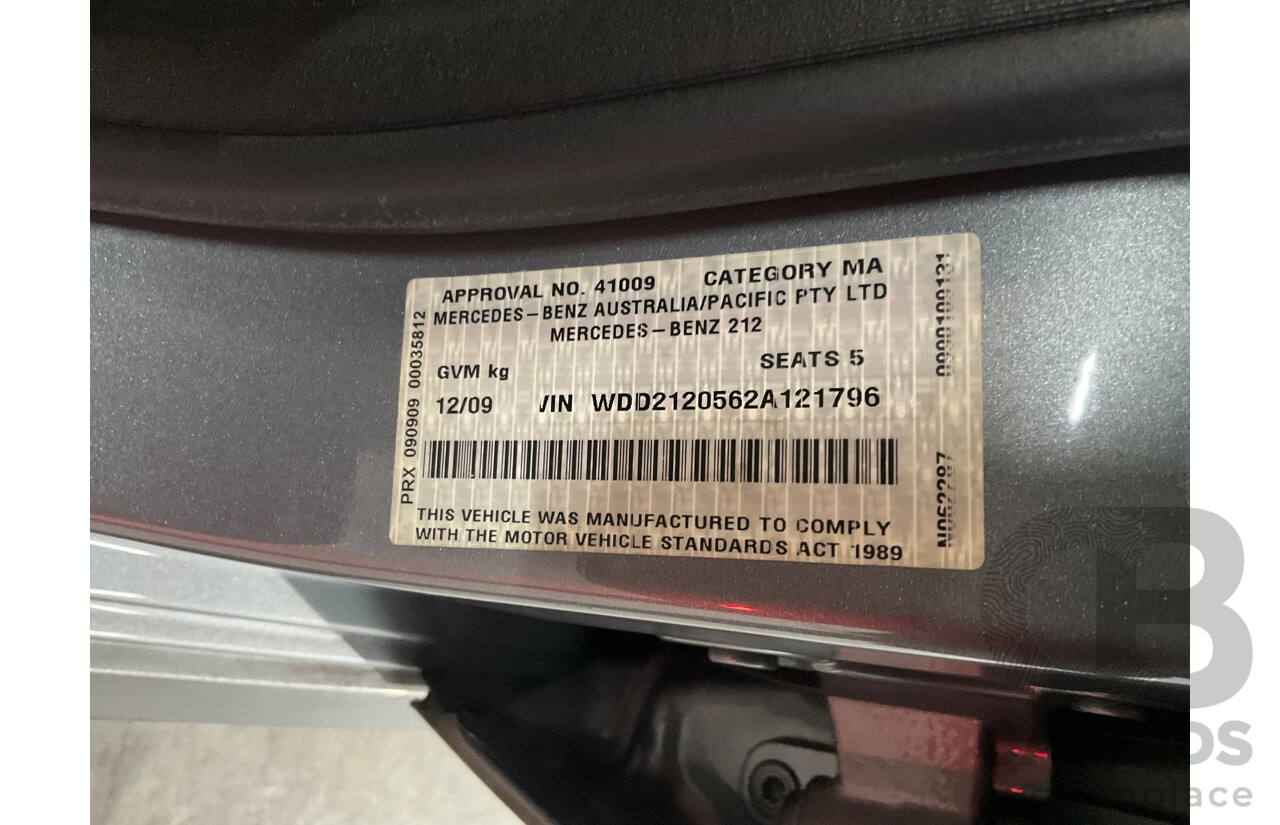 APPROVAL NO. 41009 CATEGORY MA
MERCEDES-BENZ AUSTRALIA/PACIFIC PTY LTD
MERCEDES-BENZ 212
GVM kg SEATS 5
12/09 VIN WDD2120562A121796
THIS VEHICLE WAS MANUFACTURED TO COMPLY
WITH THE MOTOR VEHICLE STANDARDS ACT 1989
PRX 090909 00035812